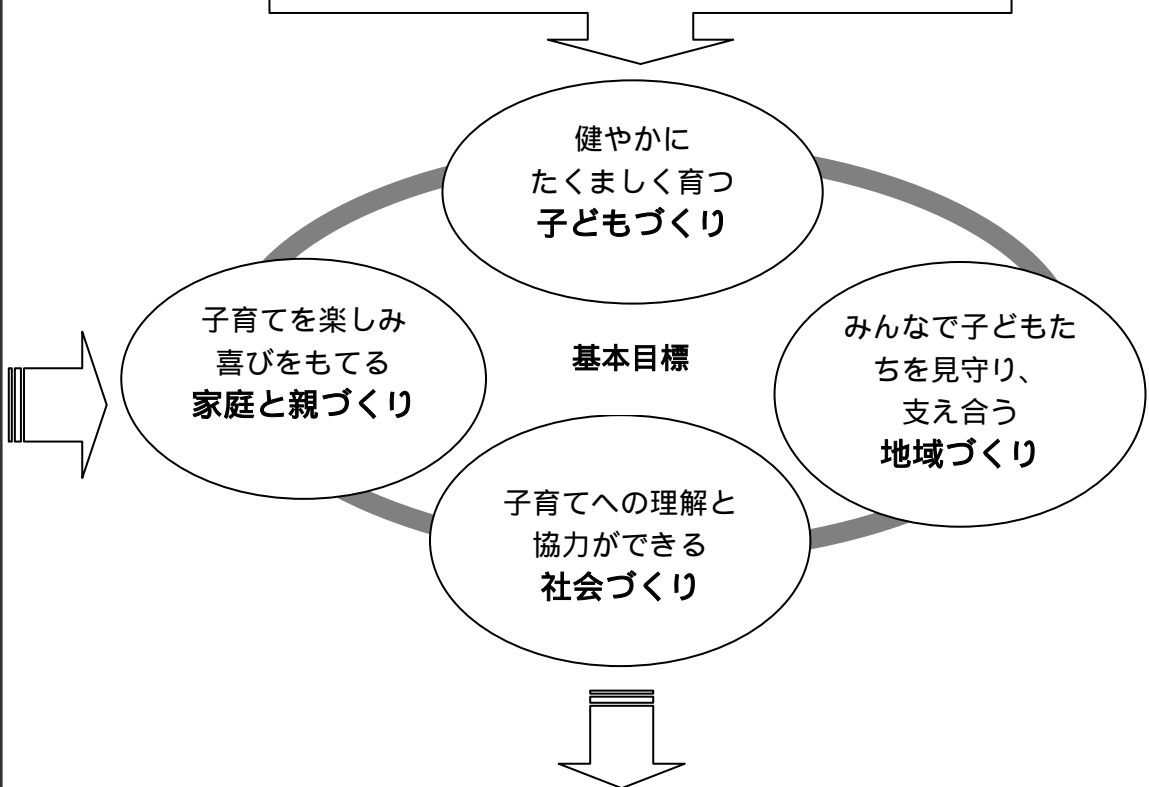 健やかに
たくましく育つ
子どもづくり
子育てを楽しみ
喜びをもてる
家庭と親づくり
基本目標
みんなで子どもた
ちを見守り、
支え合う
地域づくり
子育てへの理解と
協力ができる
社会づくり